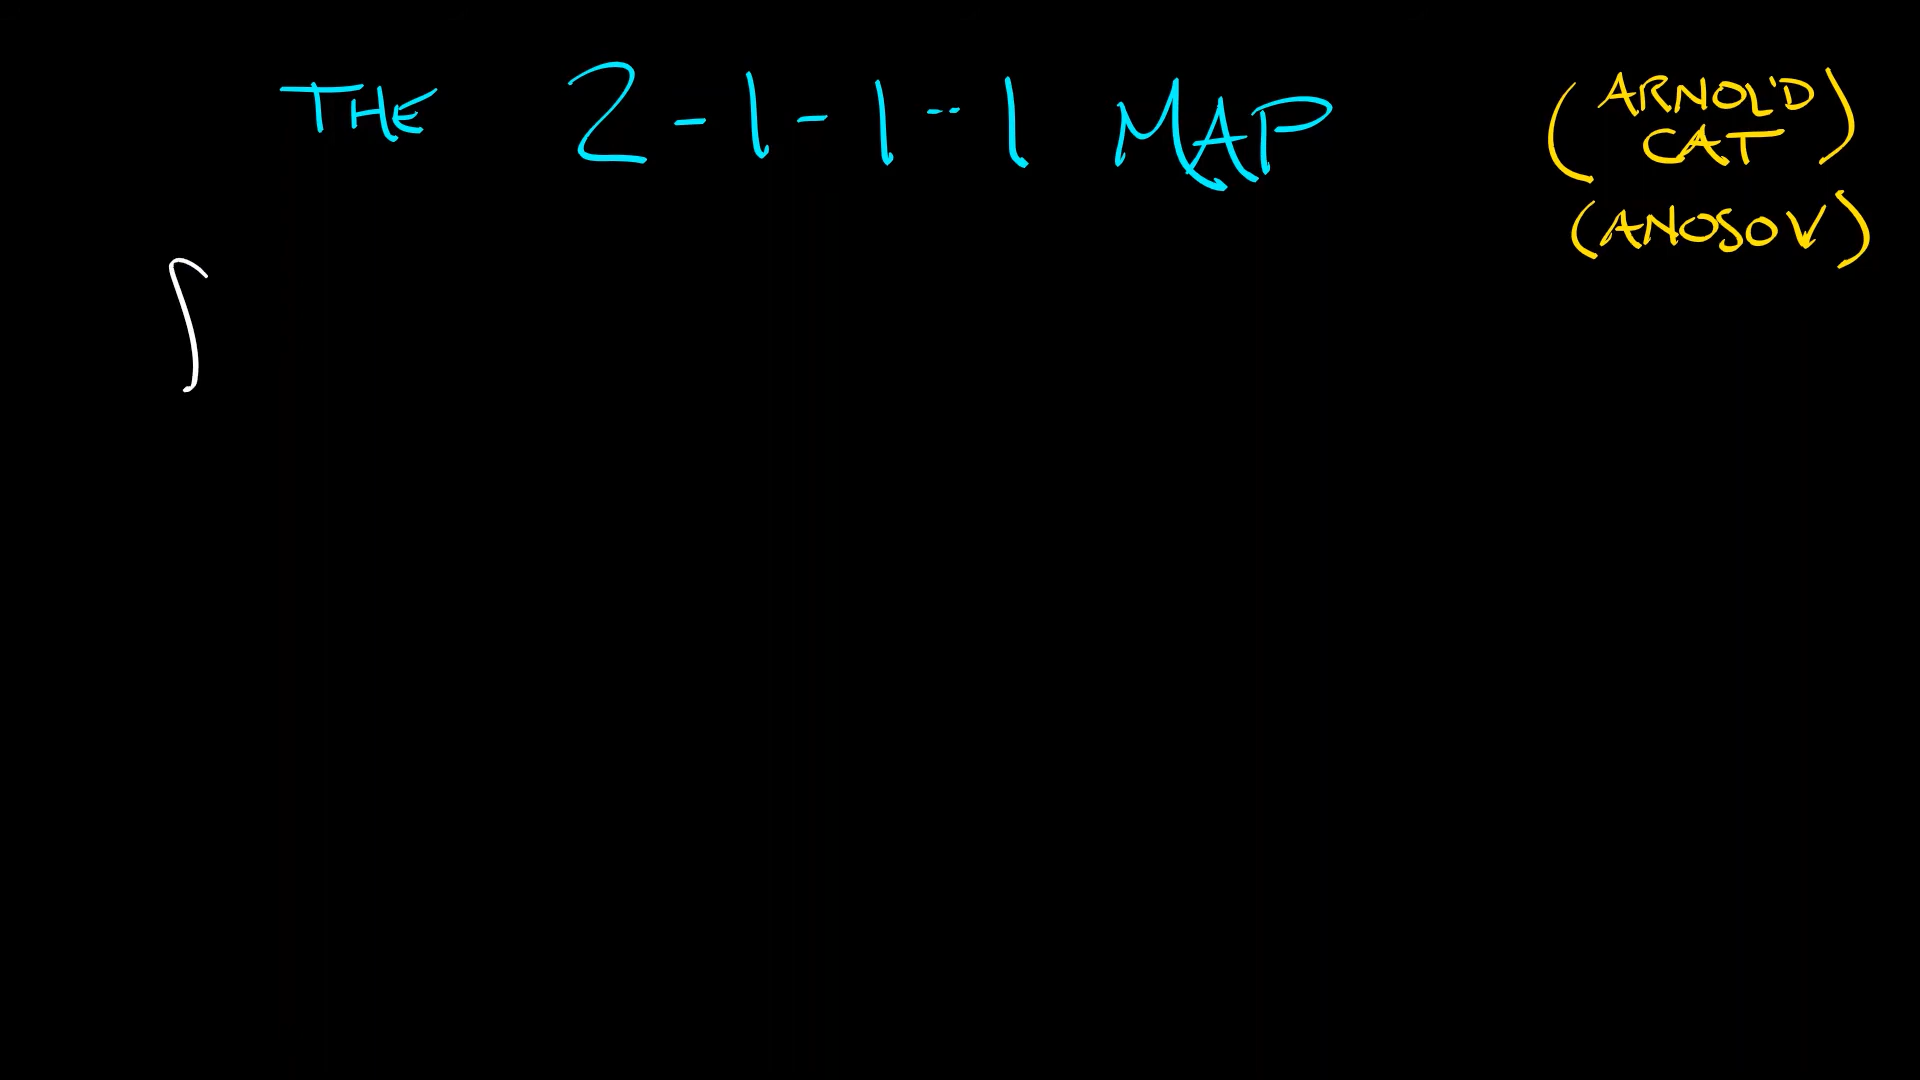 THE 2-1-1--1 MAP
(ARNOL'D CAT)
(ANOSOV)
∫